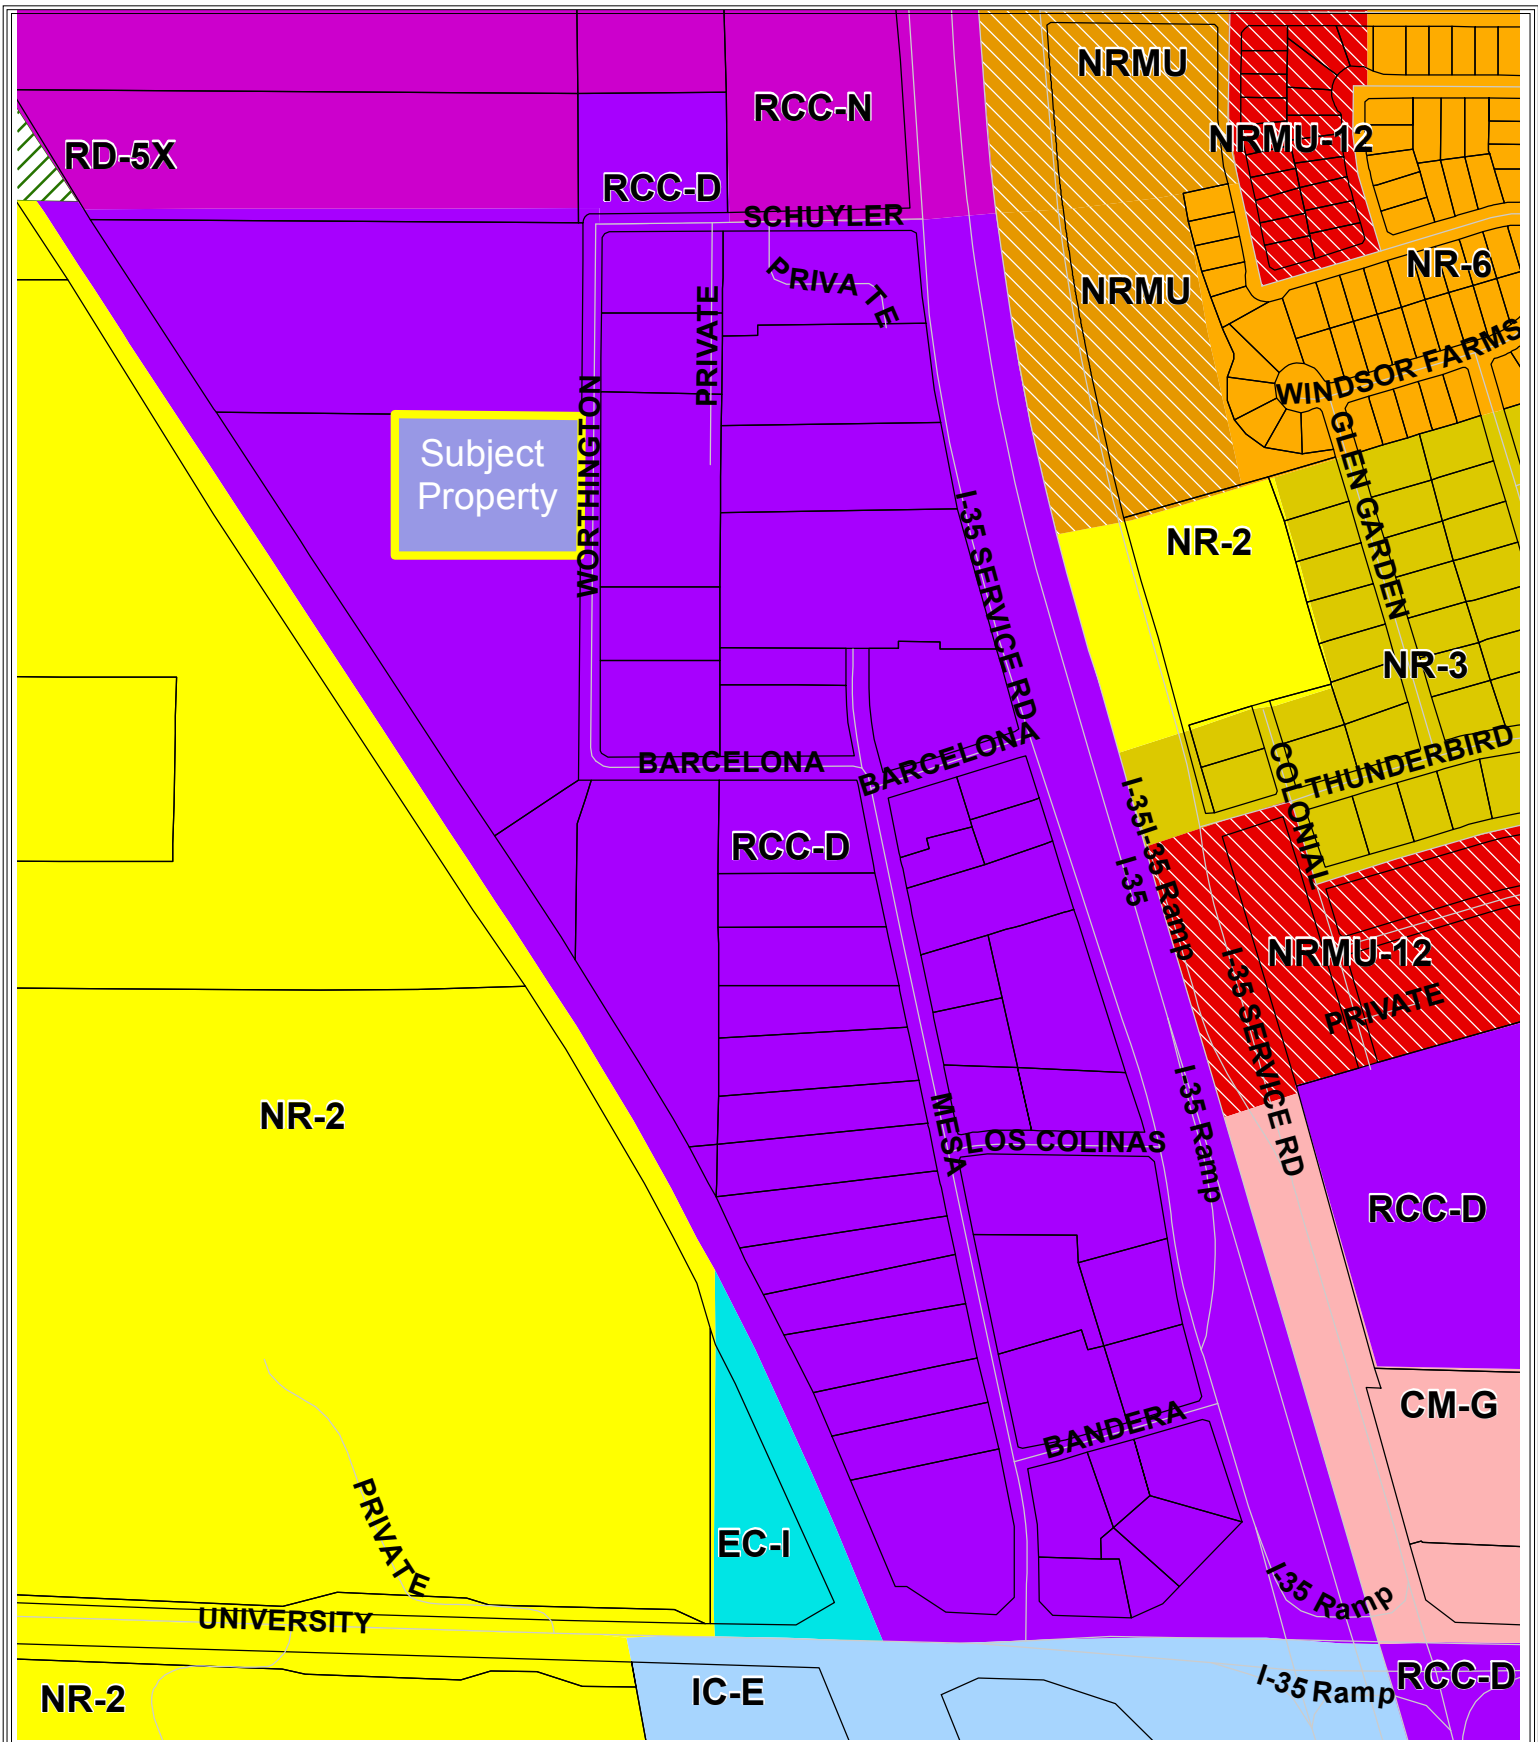 NRMU
RCC-N
NRMU-12
RD-5X
RCC-D
SCHUYLER
NR-6
PRIVA TE
NRMU
PRIVATE
WINDSOR FARMS
WORTHINGTON
Subject
Property
GLEN GARDEN
I-35 SERVICE RD
NR-2
NR-3
BARCELONA
BARCELONA
THUNDERBIRD
COLONIAL
I-35
I-35 Ramp
I-35
RCC-D
NRMU-12
I-35 SERVICE RD
PRIVATE
NR-2
MESA
LOS COLINAS
I-35 Ramp
RCC-D
CM-G
BANDERA
PRIVATE
EC-I
I-35 Ramp
UNIVERSITY
NR-2
IC-E
I-35 Ramp
RCC-D